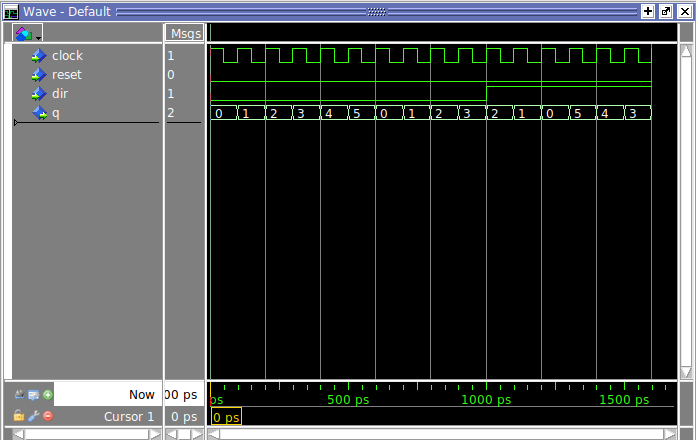 Wave - Default
Msgs
clock 1
reset 0
dir 1
q 2 0 1 2 3 4 5 0 1 2 3 2 1 0 5 4 3
Now 00 ps ps 500 ps 1000 ps 1500 ps
Cursor 1 0 ps 0 ps